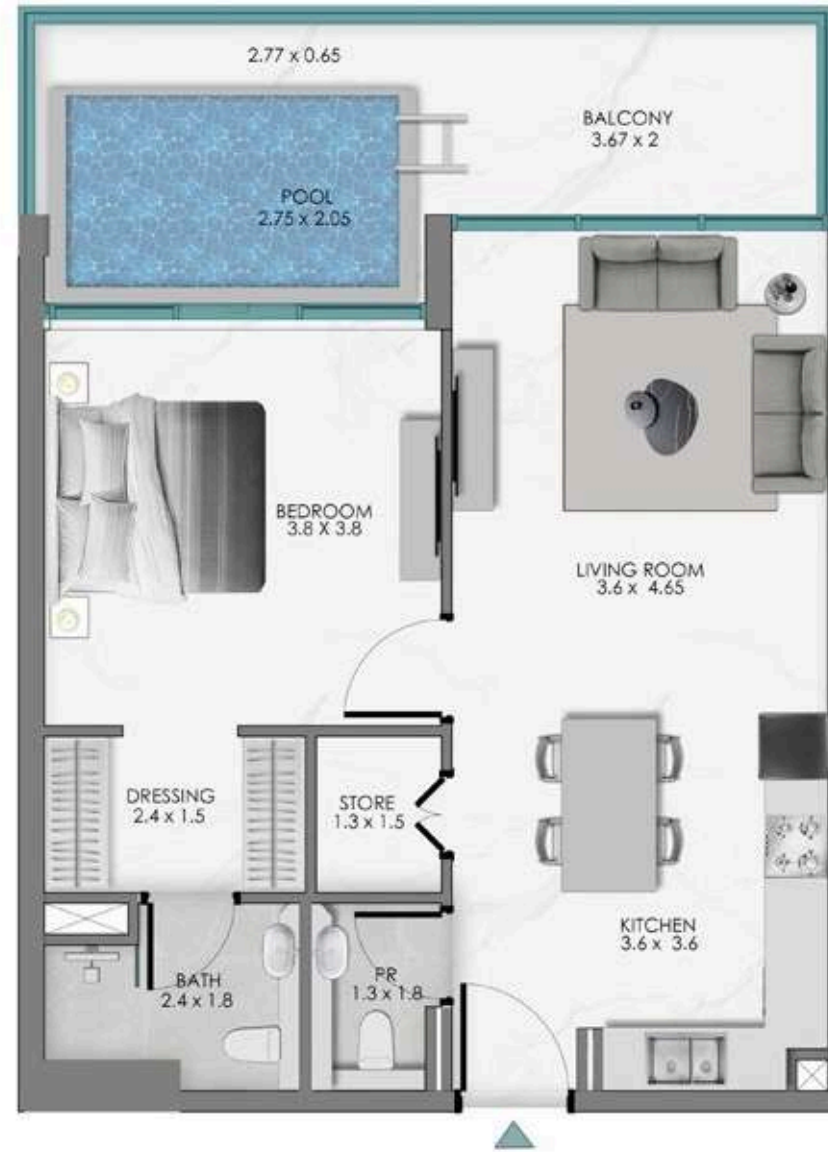 2.77 x 0.65
BALCONY
3.67 x 2
POOL
2.75 x 2.05
BEDROOM
3.8 X 3.8
LIVING ROOM
3.6 x 4.65
DRESSING
2.4 x 1.5
STORE
1.3 x 1.5
KITCHEN
3.6 x 3.6
BATH
2.4 x 1.8
PR
1.3 x 1.8